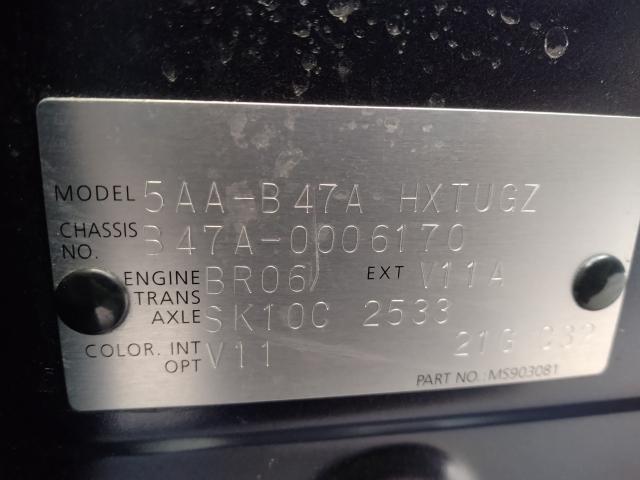 MODEL 5AA-B47A HXTUGZ
CHASSIS NO. B47A-0006170
ENGINE BR06 EXT V11A
TRANS AXLE SK10C 2533
COLOR. INT V11
OPT 21G
PART NO.:MS903081